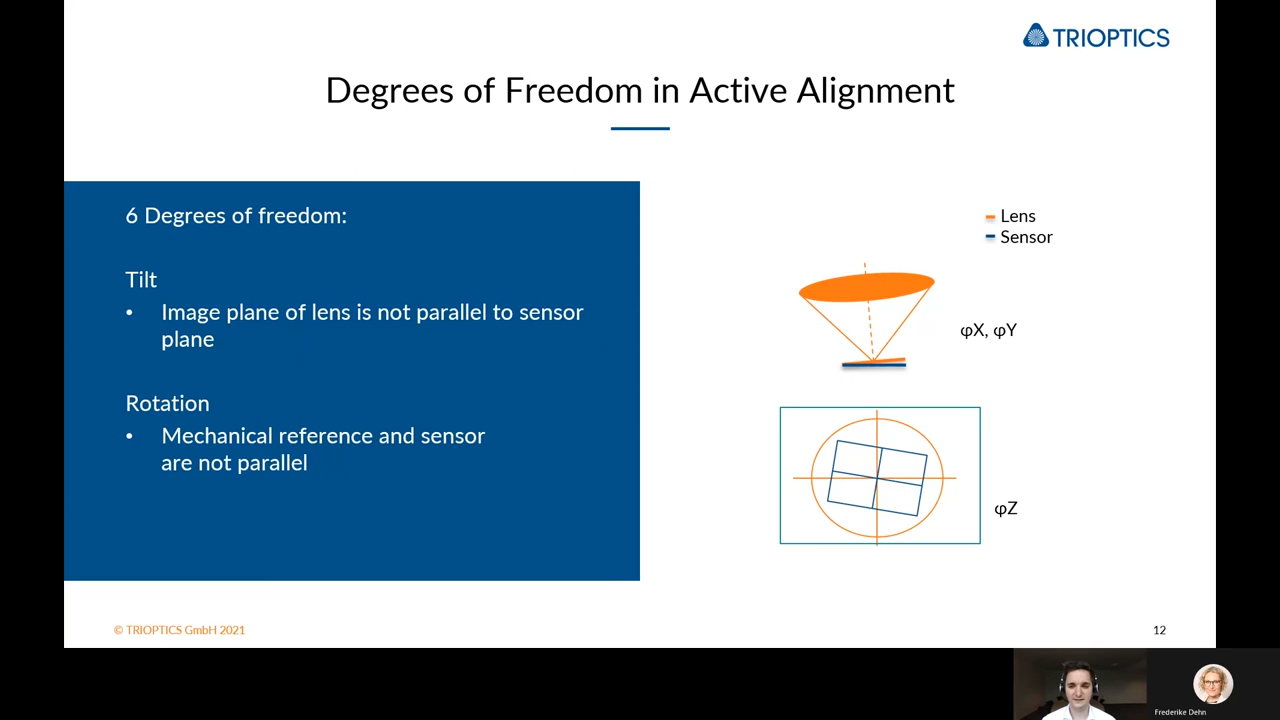 TRIOPTICS
Degrees of Freedom in Active Alignment
6 Degrees of freedom:
Tilt
• Image plane of lens is not parallel to sensor
plane
Rotation
• Mechanical reference and sensor
are not parallel
Lens
Sensor
φX, φY
φZ
© TRIOPTICS GmbH 2021
12
Frederike Dehn